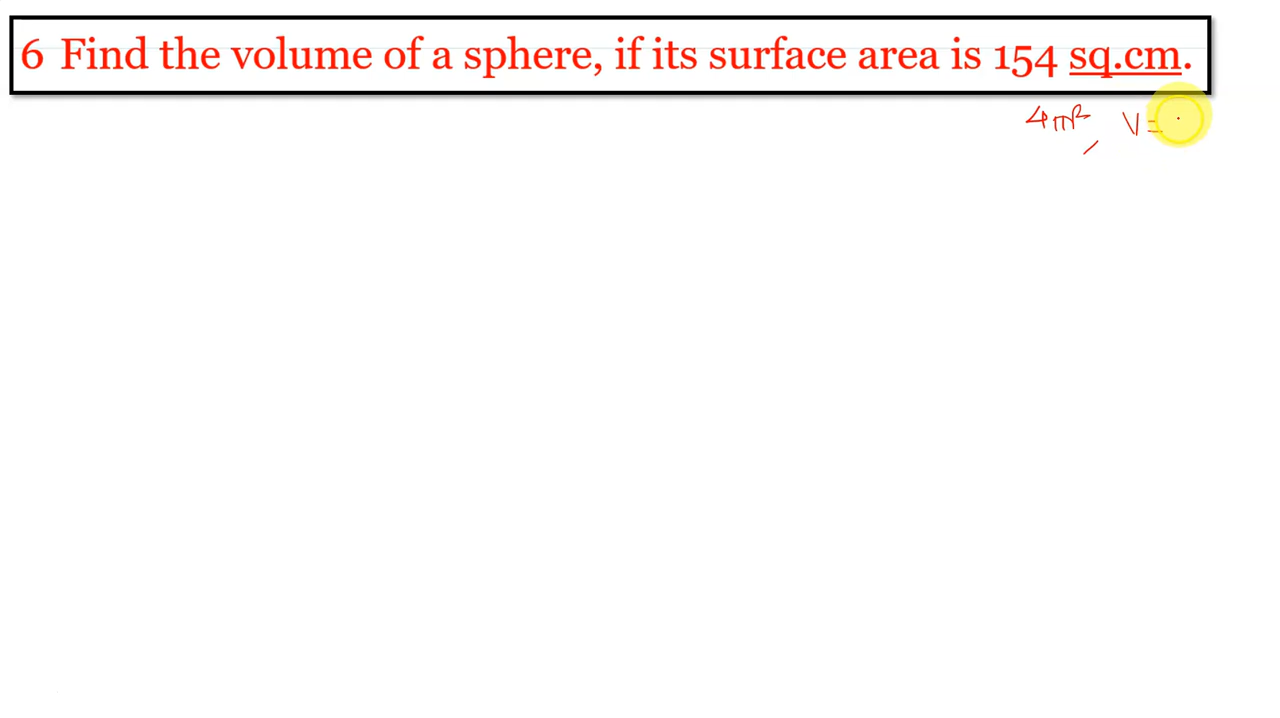 6 Find the volume of a sphere, if its surface area is 154 sq.cm.
4πr² , V =